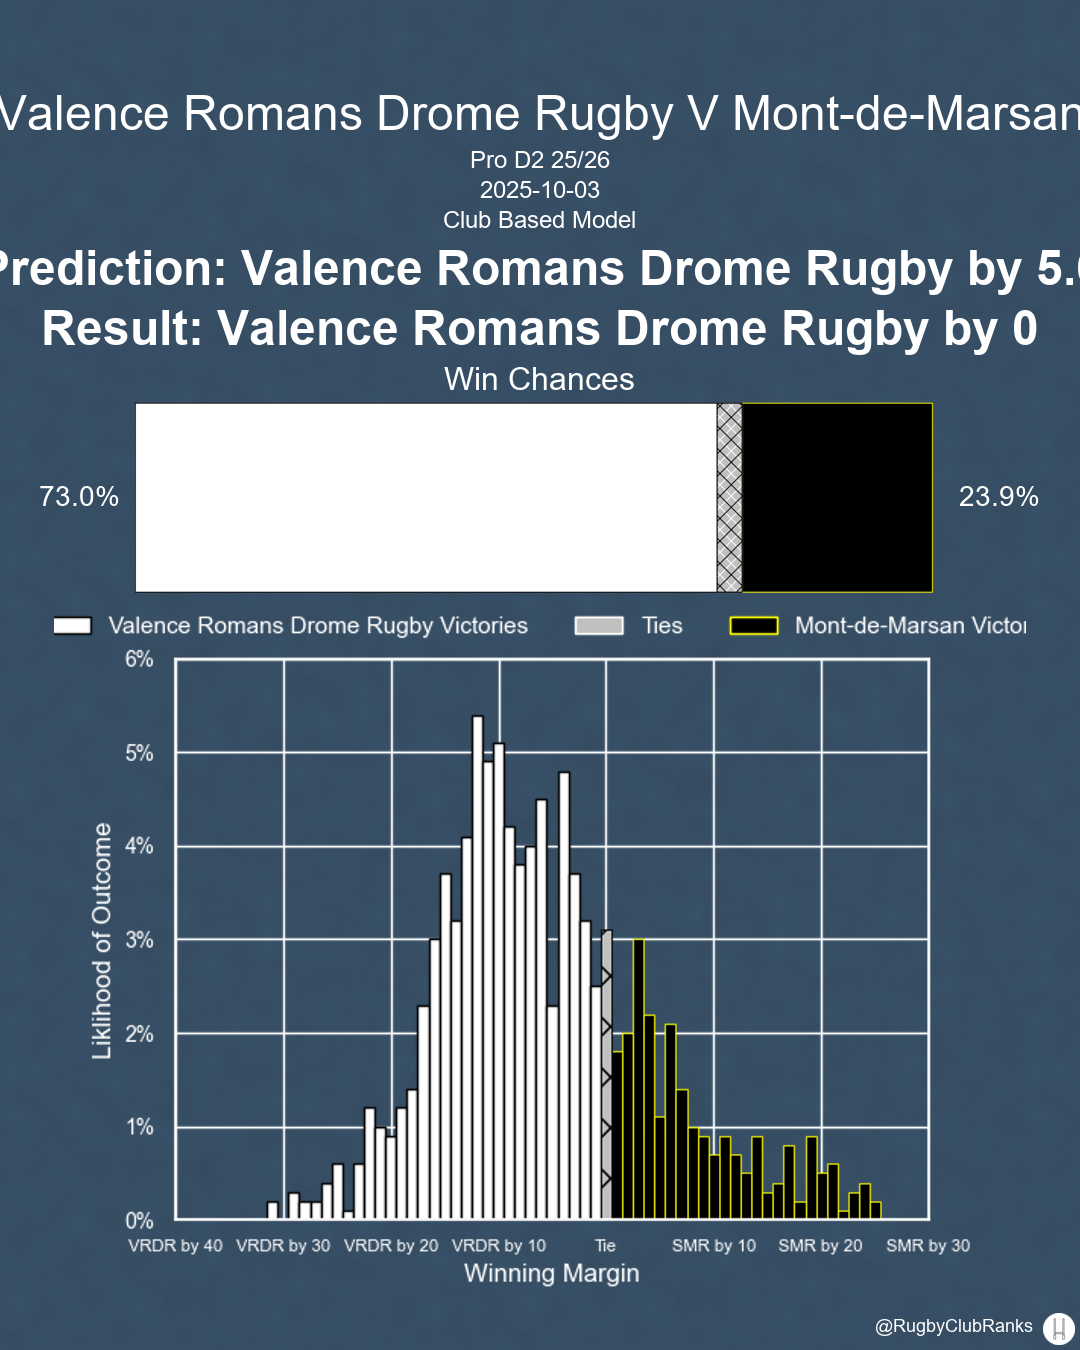 Valence Romans Drome Rugby V Mont-de-Marsan
Pro D2 25/26
2025-10-03
Club Based Model
Prediction: Valence Romans Drome Rugby by 5.0
Result: Valence Romans Drome Rugby by 0
Win Chances
73.0%
23.9%
Valence Romans Drome Rugby Victories
Ties
Mont-de-Marsan Victor
6%
5%
4%
3%
2%
1%
0%
Liklihood of Outcome
VRDR by 40
VRDR by 30
VRDR by 20
VRDR by 10
Tie
SMR by 10
SMR by 20
SMR by 30
Winning Margin
@RugbyClubRanks